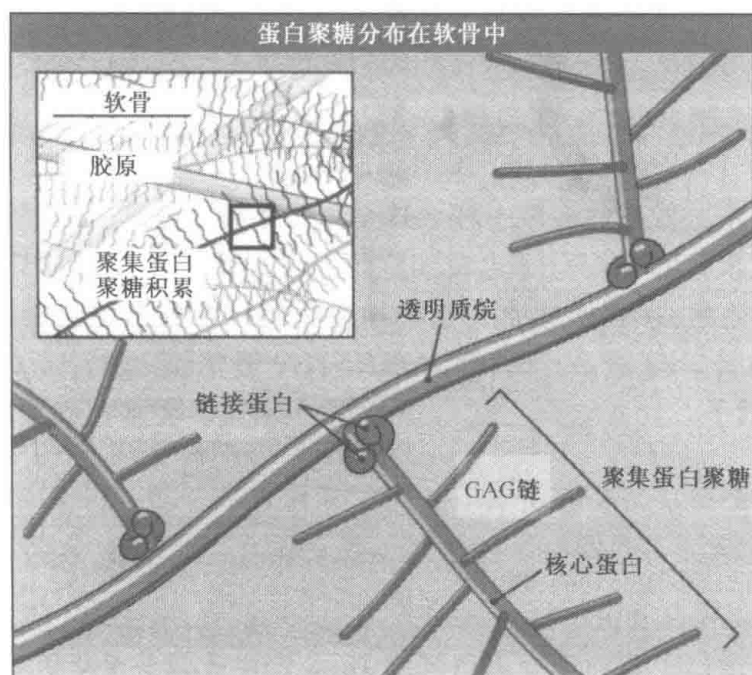 蛋白聚糖分布在软骨中
软骨
胶原
聚集蛋白
聚糖积累
透明质烷
链接蛋白
GAG链
聚集蛋白聚糖
核心蛋白